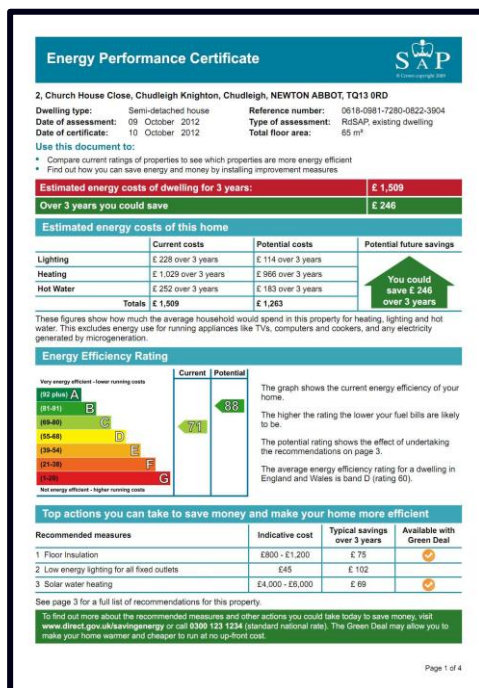 Energy Performance Certificate
SAP
© Crown copyright 2009
2, Church House Close, Chudleigh Knighton, Chudleigh, NEWTON ABBOT, TQ13 0RD
Dwelling type: Semi-detached house Reference number: 0618-0981-7280-0822-3904
Date of assessment: 09 October 2012 Type of assessment: RdSAP, existing dwelling
Date of certificate: 10 October 2012 Total floor area: 65 m²
Use this document to:
Compare current ratings of properties to see which properties are more energy efficient
Find out how you can save energy and money by installing improvement measures
Estimated energy costs of dwelling for 3 years: £ 1,509
Over 3 years you could save £ 246
Estimated energy costs of this home
Current costs Potential costs Potential future savings
Lighting £ 228 over 3 years £ 114 over 3 years
Heating £ 1,029 over 3 years £ 966 over 3 years
Hot Water £ 252 over 3 years £ 183 over 3 years
Totals £ 1,509 £ 1,263
You could
save £ 246
over 3 years
These figures show how much the average household would spend in this property for heating, lighting and hot
water. This excludes energy use for running appliances like TVs, computers and cookers, and any electricity
generated by microgeneration.
Energy Efficiency Rating
Current Potential
Very energy efficient - lower running costs
(92 plus) A
(81-91) B
(69-80) C
(55-68) D
(39-54) E
(21-38) F
(1-20) G
Not energy efficient - higher running costs
71
88
The graph shows the current energy efficiency of your
home.
The higher the rating the lower your fuel bills are likely
to be.
The potential rating shows the effect of undertaking
the recommendations on page 3.
The average energy efficiency rating for a dwelling in
England and Wales is band D (rating 60).
Top actions you can take to save money and make your home more efficient
Recommended measures Indicative cost Typical savings over 3 years Available with Green Deal
1 Floor Insulation £800 - £1,200 £ 75
2 Low energy lighting for all fixed outlets £45 £ 102
3 Solar water heating £4,000 - £6,000 £ 69
See page 3 for a full list of recommendations for this property.
To find out more about the recommended measures and other actions you could take today to save money, visit
www.direct.gov.uk/savingenergy or call 0300 123 1234 (standard national rate). The Green Deal may allow you to
make your home warmer and cheaper to run at no up-front cost.
Page 1 of 4